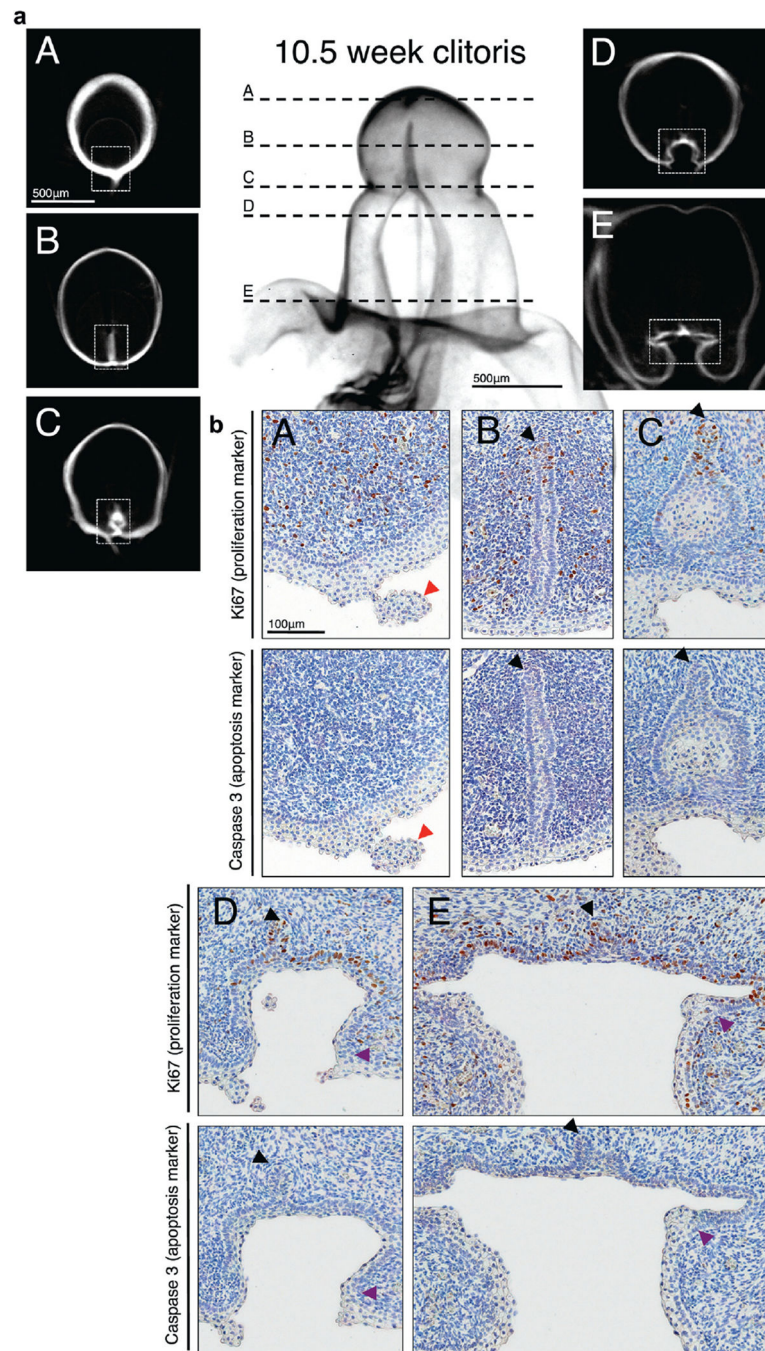 a
A
500µm
B
C
10.5 week clitoris
A
B
C
D
E
500µm
D
E
b
Ki67 (proliferation marker)
A
100µm
B
C
Caspase 3 (apoptosis marker)
Ki67 (proliferation marker)
D
E
Caspase 3 (apoptosis marker)